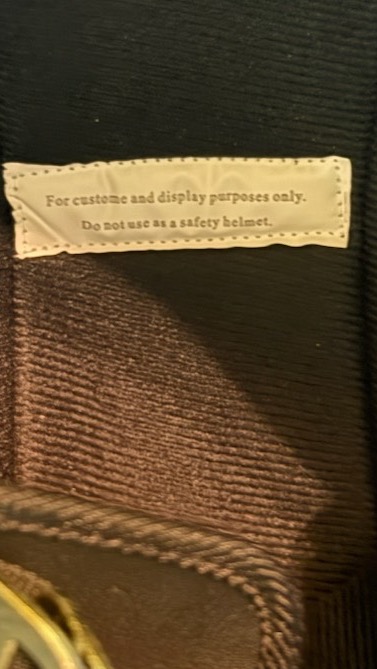 For custome and display purposes only.
Do not use as a safety helmet.